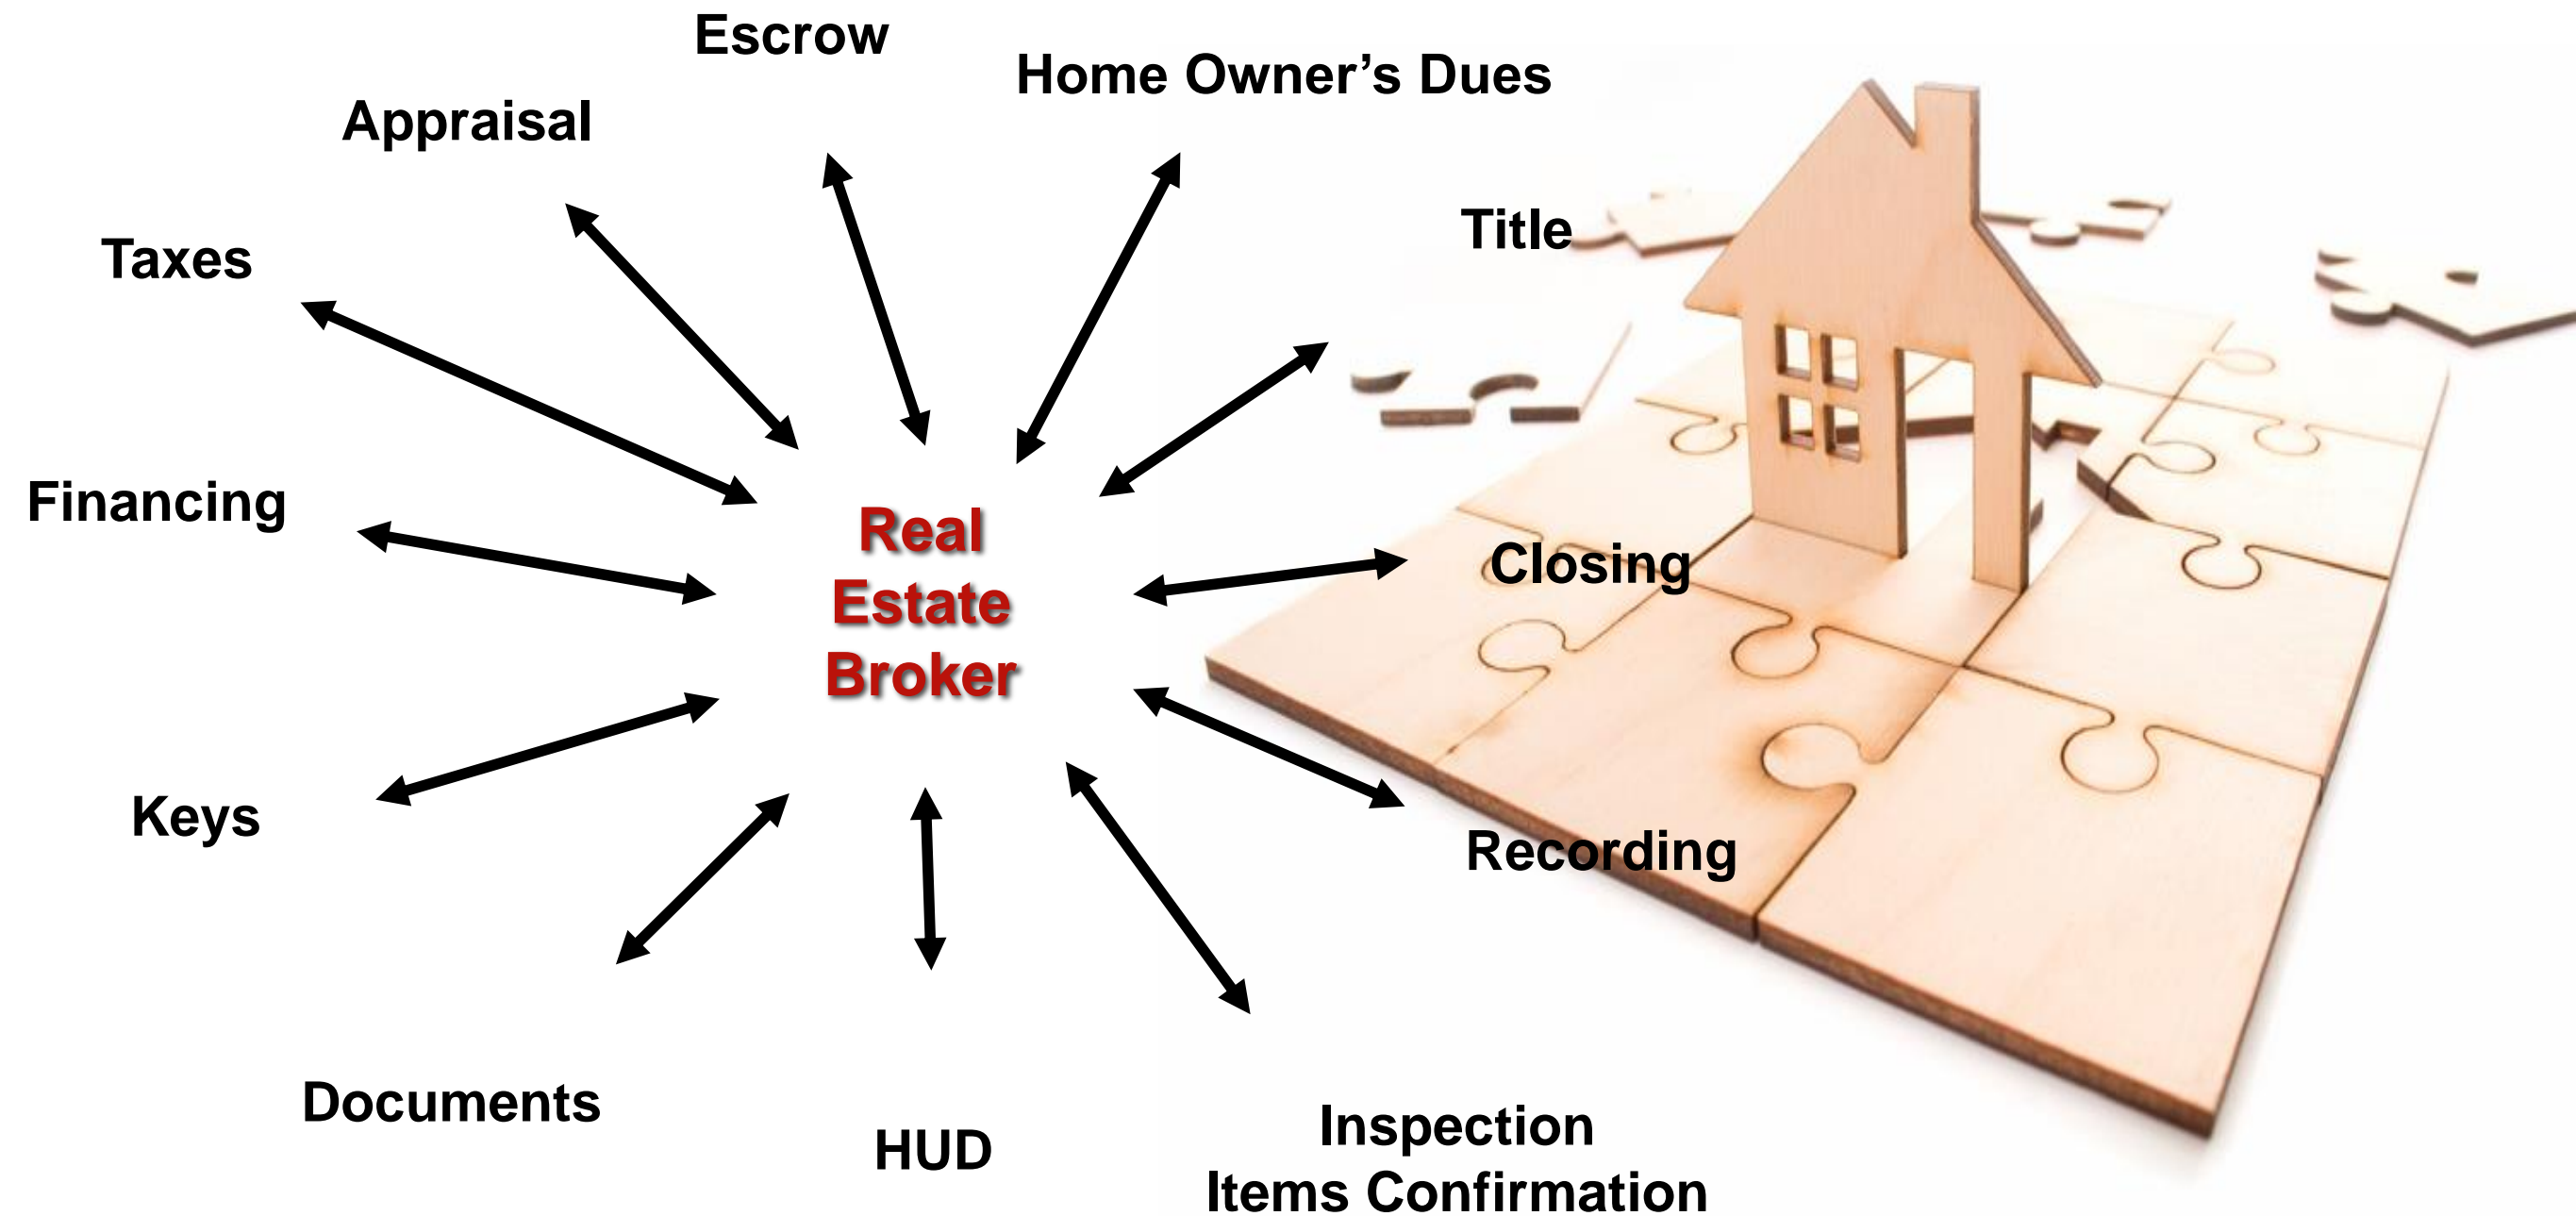 Escrow
Home Owner’s Dues
Appraisal
Title
Taxes
Financing
Real
Estate
Broker
Closing
Keys
Recording
Documents
HUD
Inspection
Items Confirmation